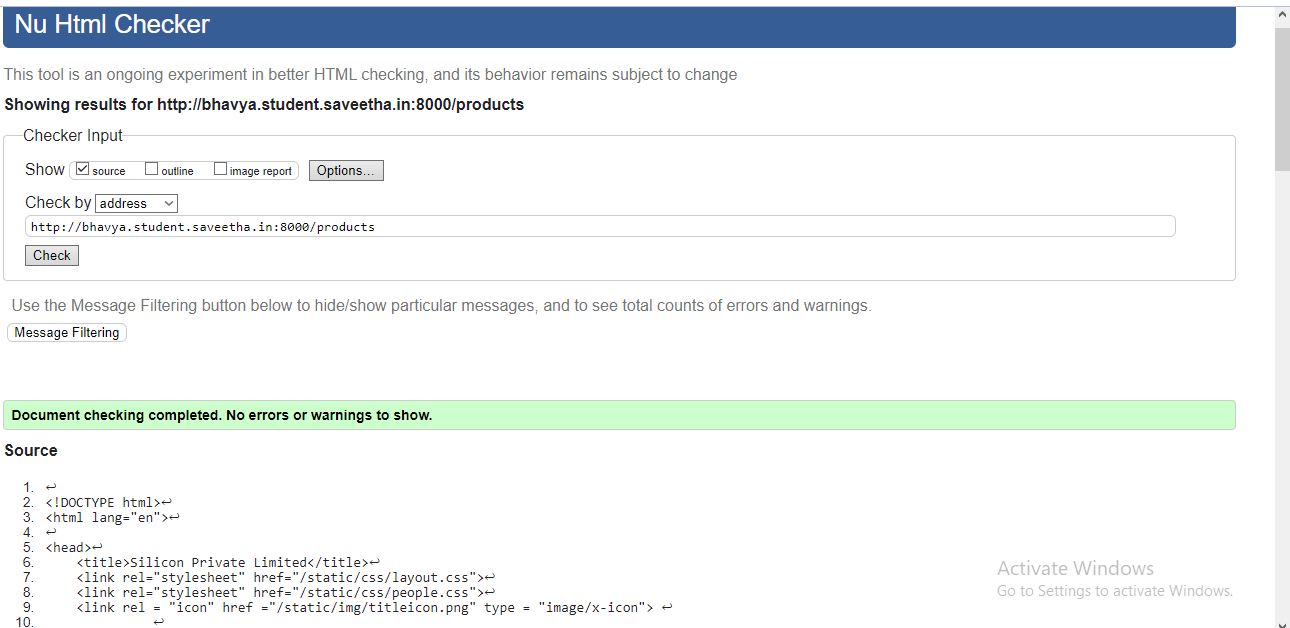 Nu Html Checker
This tool is an ongoing experiment in better HTML checking, and its behavior remains subject to change
Showing results for http://bhavya.student.saveetha.in:8000/products
Checker Input
Show source outline image report Options...
Check by address
http://bhavya.student.saveetha.in:8000/products
Check
Use the Message Filtering button below to hide/show particular messages, and to see total counts of errors and warnings.
Message Filtering
Document checking completed. No errors or warnings to show.
Source
1. ↩
2. <!DOCTYPE html>↩
3. <html lang="en">↩
4. ↩
5. <head>↩
6.     <title>Silicon Private Limited</title>↩
7.     <link rel="stylesheet" href="/static/css/layout.css">↩
8.     <link rel="stylesheet" href="/static/css/people.css">↩
9.     <link rel = "icon" href ="/static/img/titleicon.png" type = "image/x-icon"> ↩
10.               ↩
Activate Windows
Go to Settings to activate Windows.